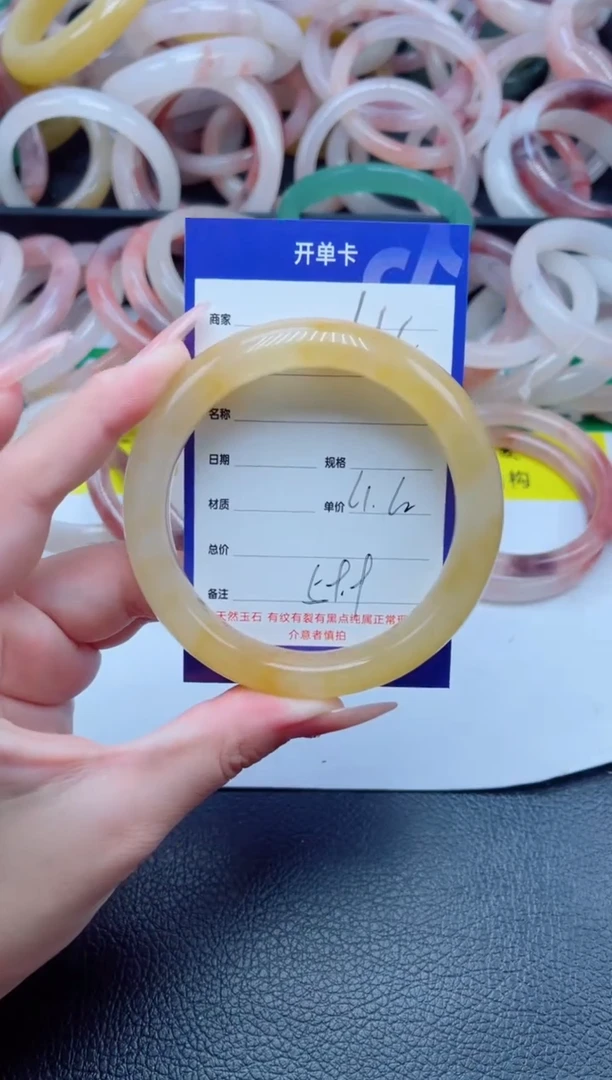 开单卡
商家
名称
日期 规格
材质 单价
总价
备注
天然玉石 有纹有裂有黑点纯属正常
介意者慎拍
构